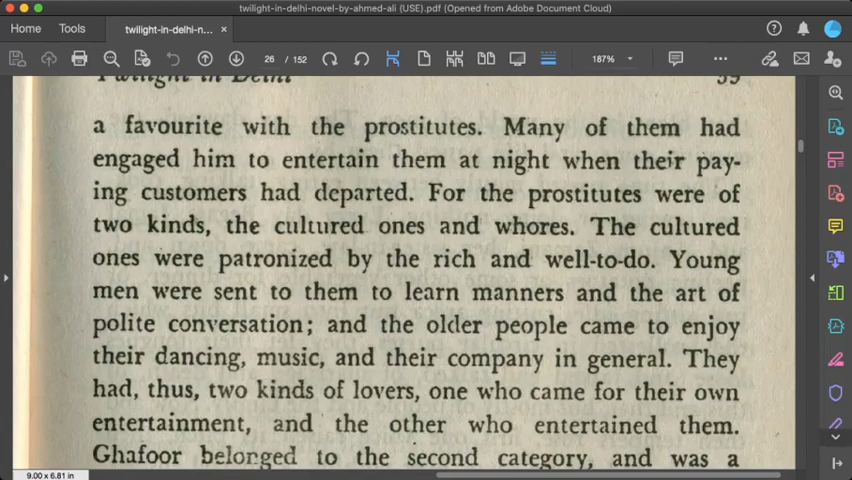 twilight-in-delhi-novel-by-ahmed-ali (USE).pdf (Opened from Adobe Document Cloud)
Home Tools twilight-in-delhi-n... ×
26 / 152 187%
Twilight in Delhi 39
a favourite with the prostitutes. Many of them had
engaged him to entertain them at night when their pay-
ing customers had departed. For the prostitutes were of
two kinds, the cultured ones and whores. The cultured
ones were patronized by the rich and well-to-do. Young
men were sent to them to learn manners and the art of
polite conversation; and the older people came to enjoy
their dancing, music, and their company in general. They
had, thus, two kinds of lovers, one who came for their own
entertainment, and the other who entertained them.
Ghafoor belonged to the second category, and was a
9.00 x 6.81 in